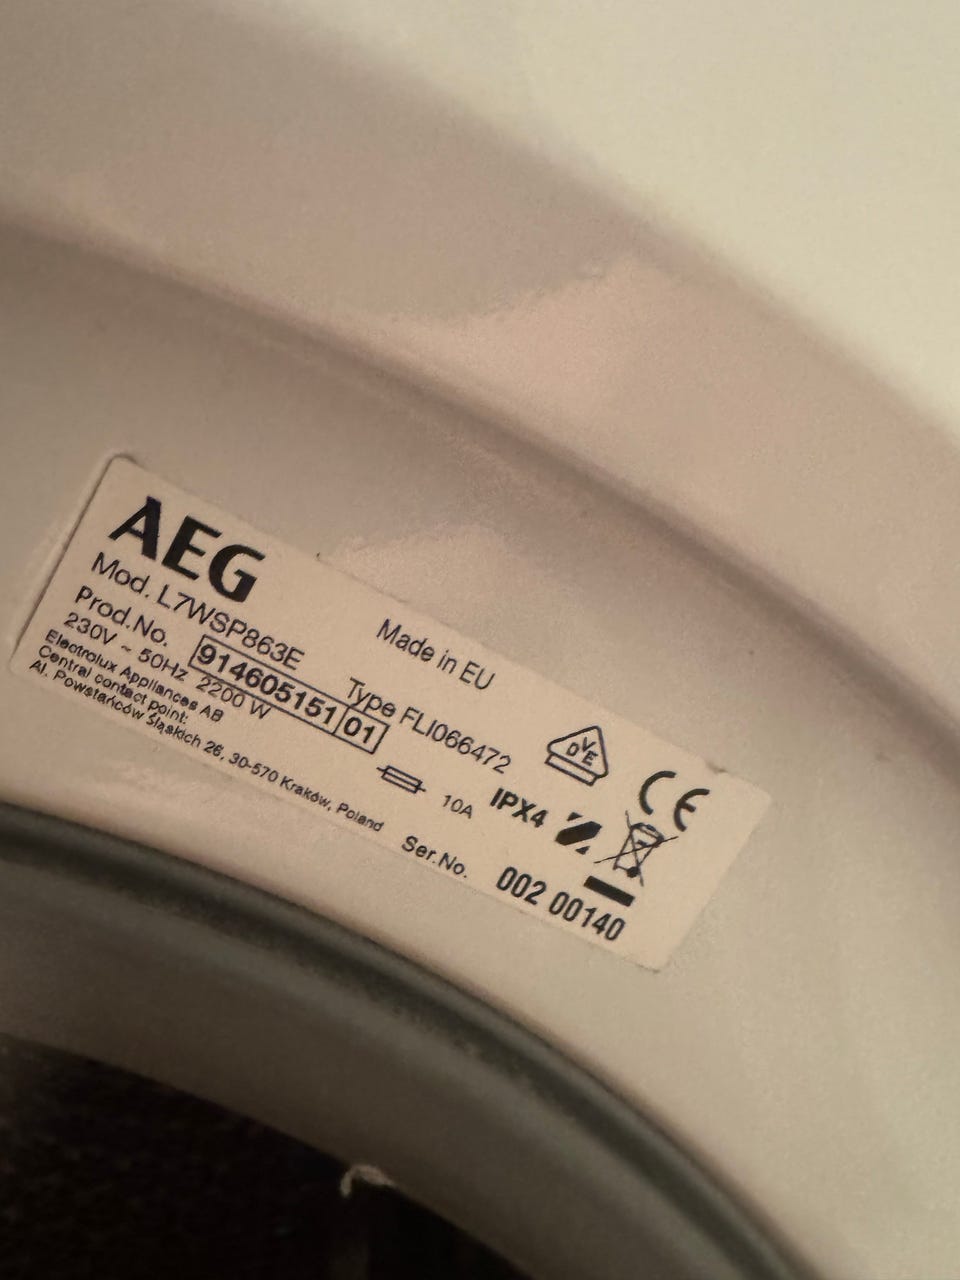 AEG
Made in EU
Mod. L7WSP863E
Type FLI066472
Prod.No. 914605151 01
230V ~ 50Hz 2200 W 10A IPX4
DVE
CE
Electrolux Appliances AB
Central contact point:
Al. Powstańców Śląskich 26, 30-570 Kraków, Poland
Ser.No. 002 00140